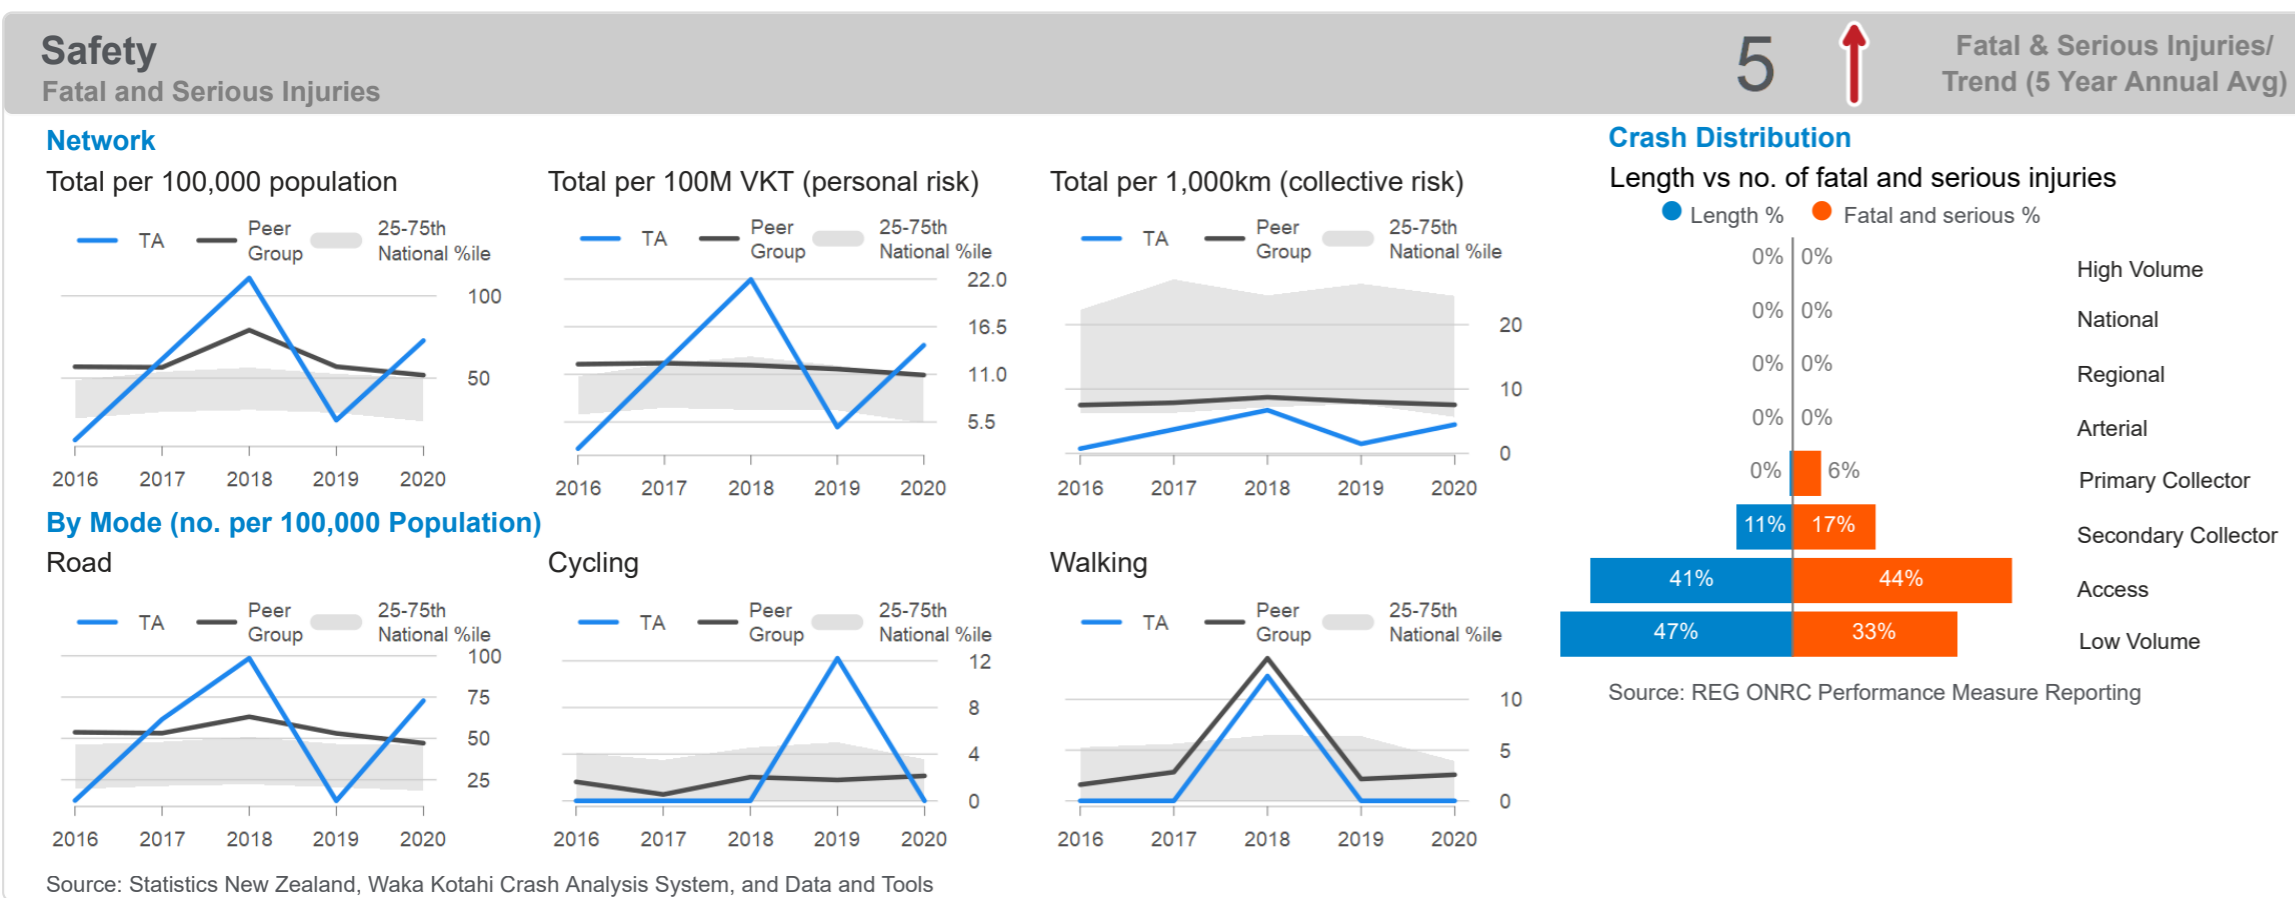 Safety
Fatal and Serious Injuries
5
Fatal & Serious Injuries/
Trend (5 Year Annual Avg)
Network
Total per 100,000 population
TA
Peer
Group
25-75th
National %ile
100
50
2016 2017 2018 2019 2020
Total per 100M VKT (personal risk)
TA
Peer
Group
25-75th
National %ile
22.0
16.5
11.0
5.5
2016 2017 2018 2019 2020
Total per 1,000km (collective risk)
TA
Peer
Group
25-75th
National %ile
20
10
0
2016 2017 2018 2019 2020
By Mode (no. per 100,000 Population)
Road
TA
Peer
Group
25-75th
National %ile
100
75
50
25
2016 2017 2018 2019 2020
Cycling
TA
Peer
Group
25-75th
National %ile
12
8
4
0
2016 2017 2018 2019 2020
Walking
TA
Peer
Group
25-75th
National %ile
10
5
0
2016 2017 2018 2019 2020
Source: Statistics New Zealand, Waka Kotahi Crash Analysis System, and Data and Tools
Crash Distribution
Length vs no. of fatal and serious injuries
Length % Fatal and serious %
0% 0% High Volume
0% 0% National
0% 0% Regional
0% 0% Arterial
0% 6% Primary Collector
11% 17% Secondary Collector
41% 44% Access
47% 33% Low Volume
Source: REG ONRC Performance Measure Reporting